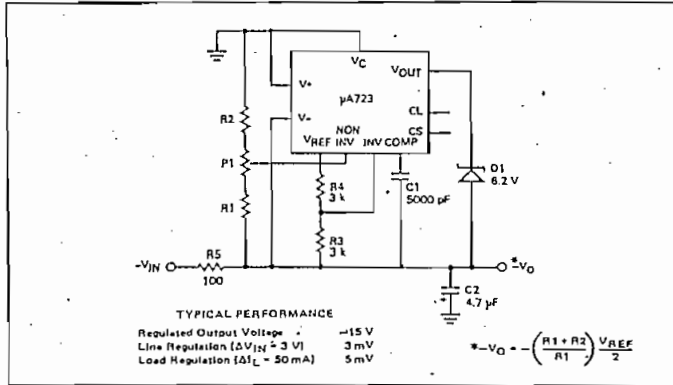 VC
VOUT
V+
μA723
R2
V–
CL
NON
VREF INV INV COMP
CS
P1
R4
3 k
C1
5000 pF
D1
6.2 V
R1
R3
3 k
–VIN
R5
100
*–VO
C2
4.7 μF
+
TYPICAL PERFORMANCE
Regulated Output Voltage –15 V
Line Regulation (ΔVIN = 3 V) 3 mV
Load Regulation (ΔIL = 50 mA) 5 mV
*–VO = –(R1 + R2 / R1) VREF / 2